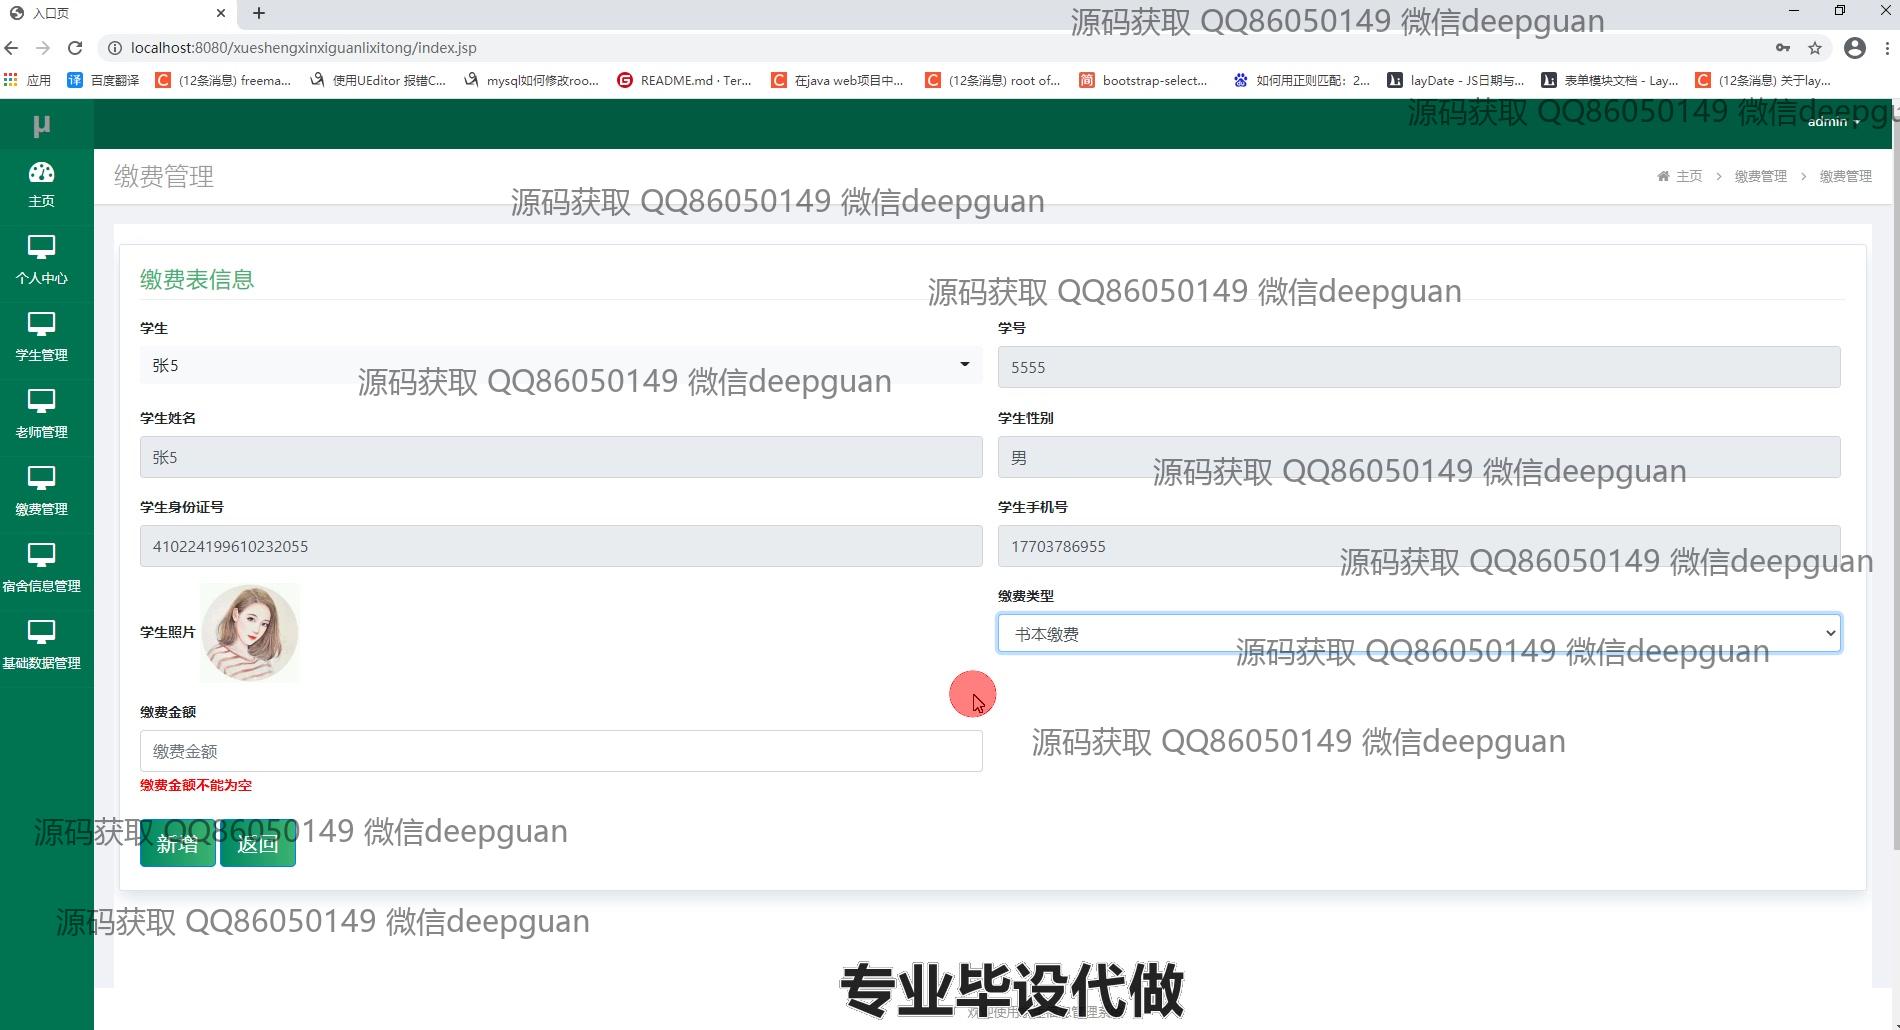 入口页
源码获取 QQ86050149 微信deepguan
localhost:8080/xueshengxinxiguanlixitong/index.jsp
应用 百度翻译 (12条消息) freema... 使用UEditor 报错C... mysql如何修改roo... README.md · Ter... 在java web项目中... (12条消息) root of... bootstrap-select... 如何用正则匹配：2... layDate - JS日期与... 表单模块文档 - Lay... (12条消息) 关于lay...
μ
源码获取 QQ86050149 微信deepgu
admin
主页
缴费管理
主页 > 缴费管理 > 缴费管理
源码获取 QQ86050149 微信deepguan
个人中心
缴费表信息
源码获取 QQ86050149 微信deepguan
学生 学号
学生管理
张5 5555
源码获取 QQ86050149 微信deepguan
学生姓名 学生性别
老师管理
张5 男
源码获取 QQ86050149 微信deepguan
学生身份证号 学生手机号
缴费管理
410224199610232055 17703786955
源码获取 QQ86050149 微信deepguan
宿舍信息管理
缴费类型
学生照片
书本缴费
源码获取 QQ86050149 微信deepguan
基础数据管理
缴费金额
缴费金额
源码获取 QQ86050149 微信deepguan
缴费金额不能为空
源码获取 QQ86050149 微信deepguan
新增 返回
源码获取 QQ86050149 微信deepguan
专业毕设代做